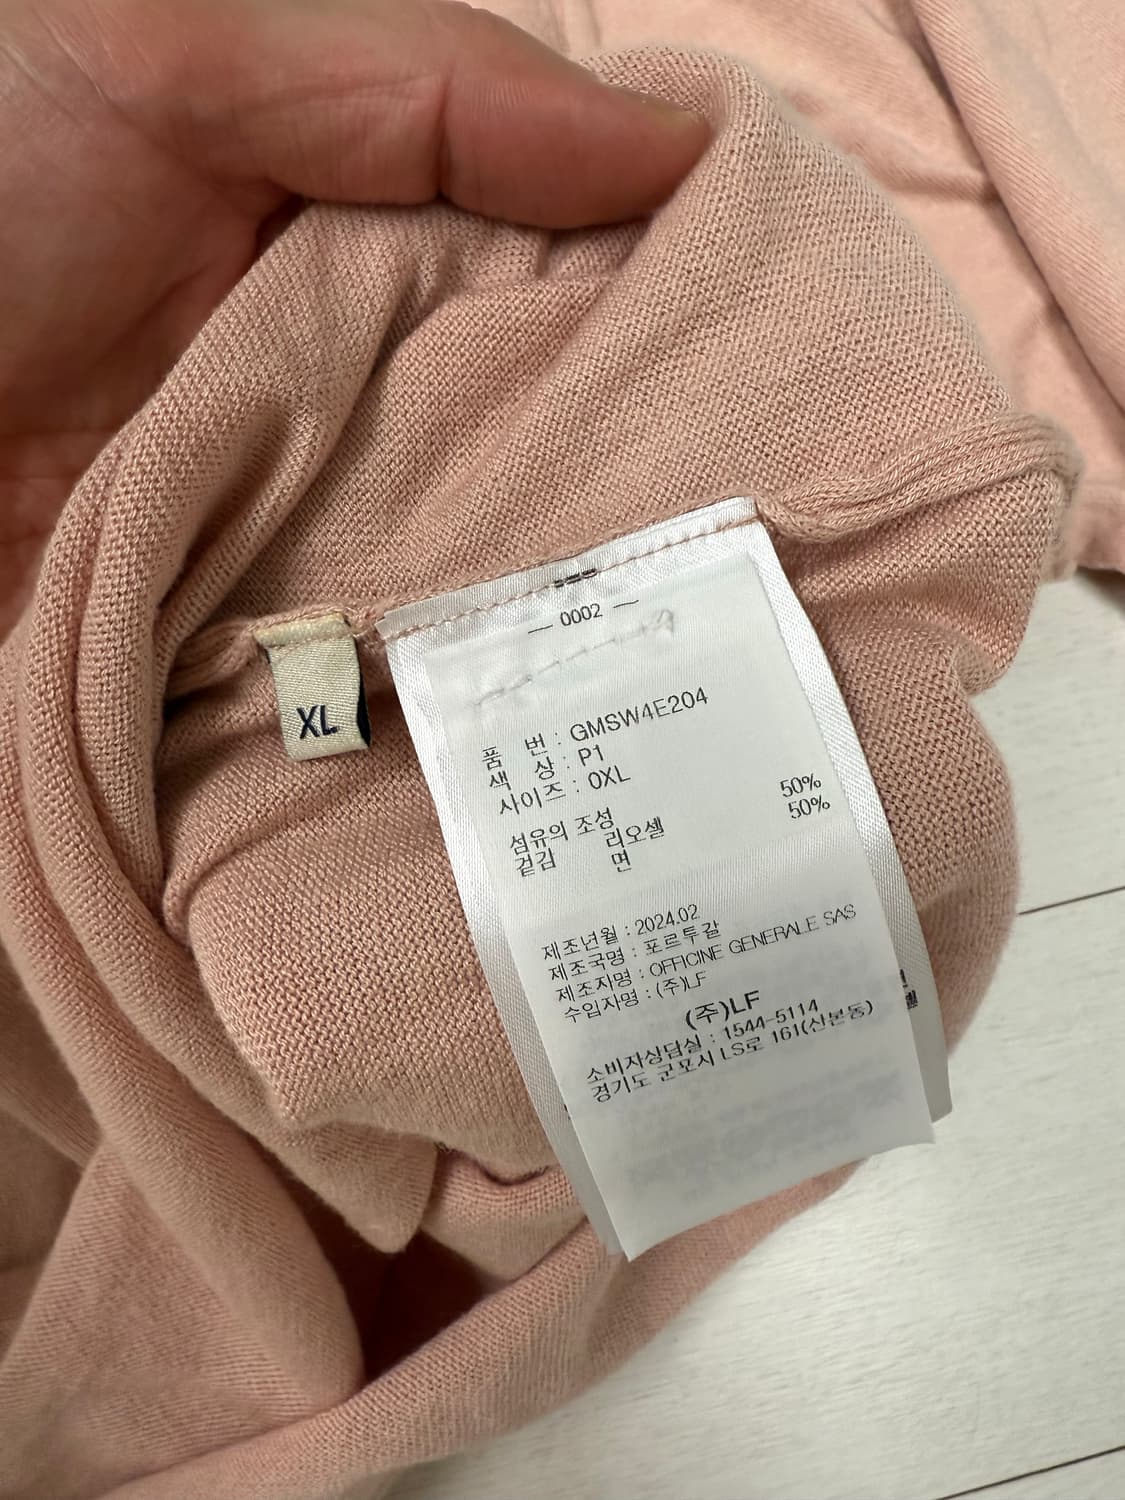 XL
— 0002 —
품 번 : GMSW4E204
색 상 : P1
사이즈 : 0XL
섬유의 조성
겉감 리오셀 50%
면 50%
제조년월 : 2024.02
제조국명 : 포르투갈
제조자명 : OFFICINE GENERALE SAS
수입자명 : (주)LF
(주)LF
소비자상담실 : 1544-5114
경기도 군포시 LS로 161(산본동)